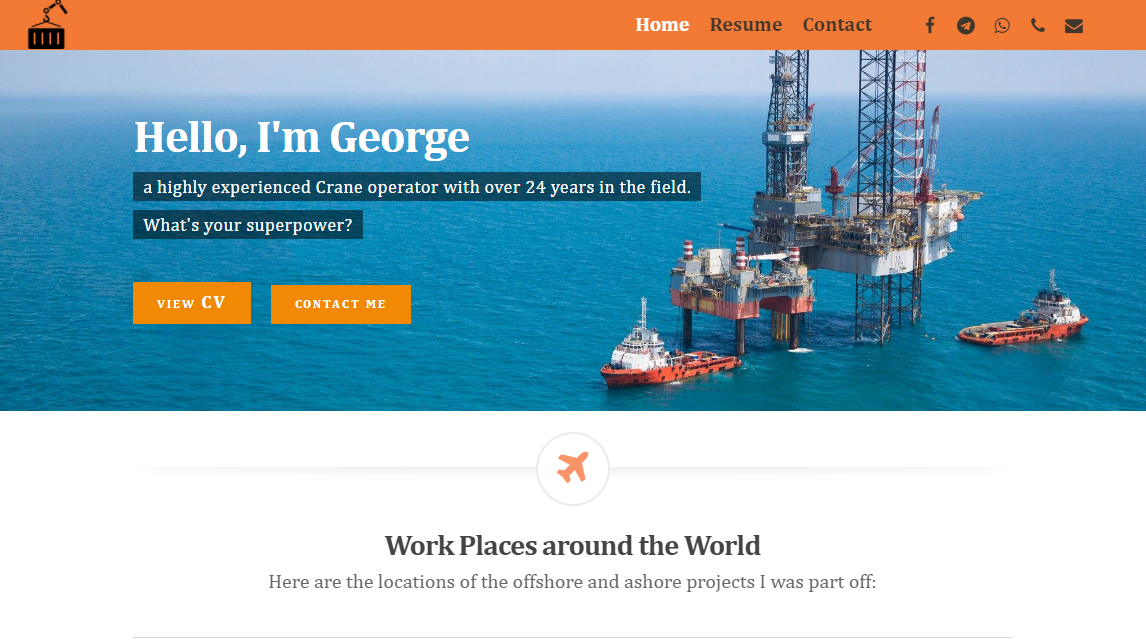 Home Resume Contact
Hello, I'm George
a highly experienced Crane operator with over 24 years in the field.
What's your superpower?
VIEW CV
CONTACT ME
Work Places around the World
Here are the locations of the offshore and ashore projects I was part off: